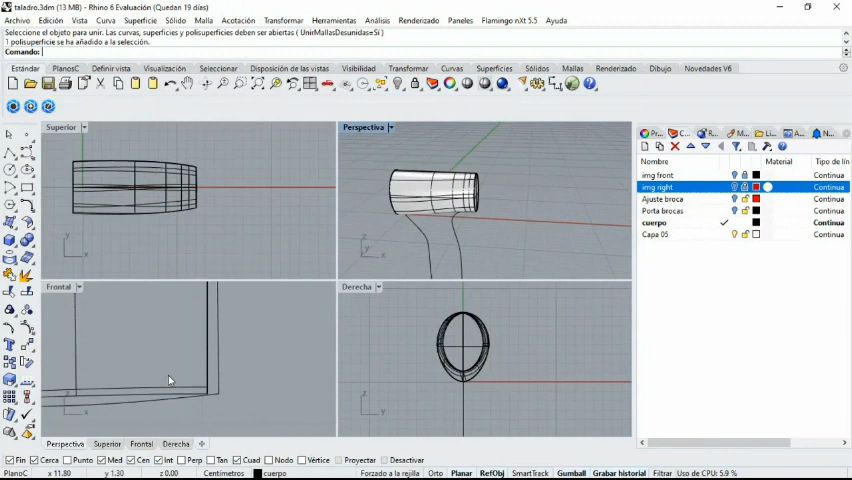 taladro.3dm (13 MB) - Rhino 6 Evaluación (Quedan 19 días)
Archivo Edición Vista Curva Superficie Sólido Malla Acotación Transformar Herramientas Análisis Renderizado Paneles Flamingo nXt 5.5 Ayuda
Seleccione el objeto para unir. Las curvas, superficies y polisuperficies deben ser abiertas ( UnirMallasDesunidas=Sí )
1 polisuperficie se ha añadido a la selección.
Comando:
Estándar PlanosC Definir vista Visualización Seleccionar Disposición de las vistas Visibilidad Transformar Curvas Superficies Sólidos Mallas Renderizado Dibujo Novedades V6
Superior
Perspectiva
Pr... C... R... M... Li... A... N...
Nombre Material Tipo de lín
img front Continua
img right Continua
Ajuste broca Continua
Porta brocas Continua
cuerpo Continua
Capa 05 Continua
y
x
z
y
x
Frontal
Derecha
z
x
z
y
Perspectiva Superior Frontal Derecha
Fin Cerca Punto Med Cen Int Perp Tan Cuad Nodo Vértice Proyectar Desactivar
PlanoC x 11.80 y 1.30 z 0.00 Centímetros cuerpo Forzado a la rejilla Orto Planar RefObj SmartTrack Gumball Grabar historial Filtrar Uso de CPU: 5.9 %